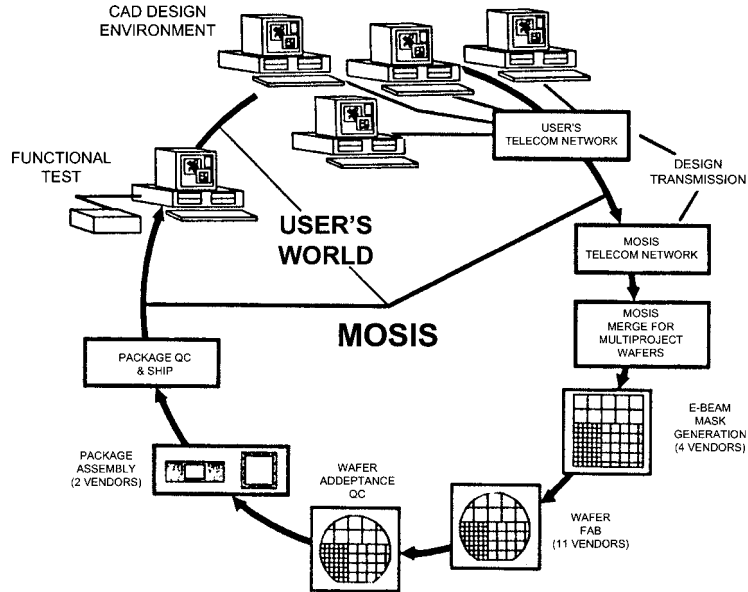 CAD DESIGN
ENVIRONMENT
USER'S
TELECOM NETWORK
FUNCTIONAL
TEST
DESIGN
TRANSMISSION
USER'S
WORLD
MOSIS
TELECOM NETWORK
MOSIS
MERGE FOR
MULTIPROJECT
WAFERS
MOSIS
PACKAGE QC
& SHIP
E-BEAM
MASK
GENERATION
(4 VENDORS)
PACKAGE
ASSEMBLY
(2 VENDORS)
WAFER
ADDEPTANCE
QC
WAFER
FAB
(11 VENDORS)